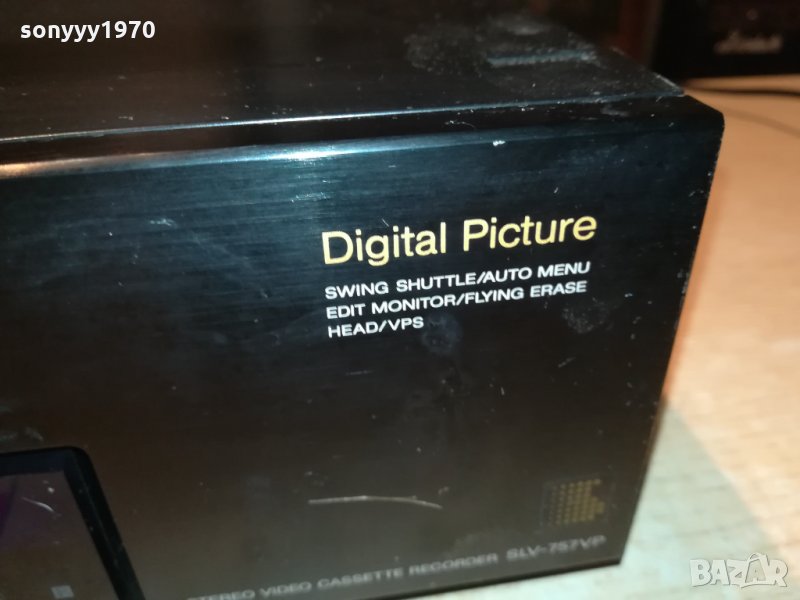 sonyyy1970
Digital Picture
SWING SHUTTLE/AUTO MENU
EDIT MONITOR/FLYING ERASE
HEAD/VPS
STEREO VIDEO CASSETTE RECORDER SLV-757VP
BAZAR